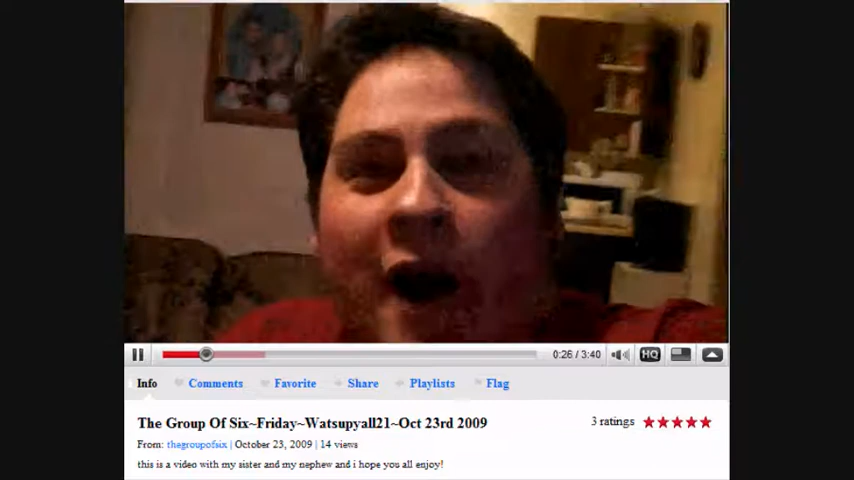 0:26 / 3:40
HQ
Info Comments Favorite Share Playlists Flag
The Group Of Six~Friday~Watsupyall21~Oct 23rd 2009
3 ratings
From: thegroupofsix | October 23, 2009 | 14 views
this is a video with my sister and my nephew and i hope you all enjoy!